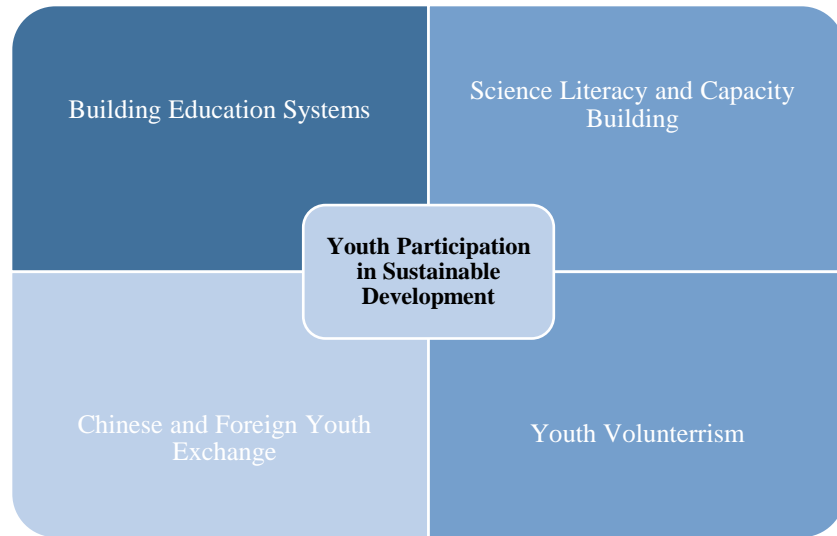 Building Education Systems
Science Literacy and Capacity
Building
Youth Participation
in Sustainable
Development
Chinese and Foreign Youth
Exchange
Youth Volunterrism